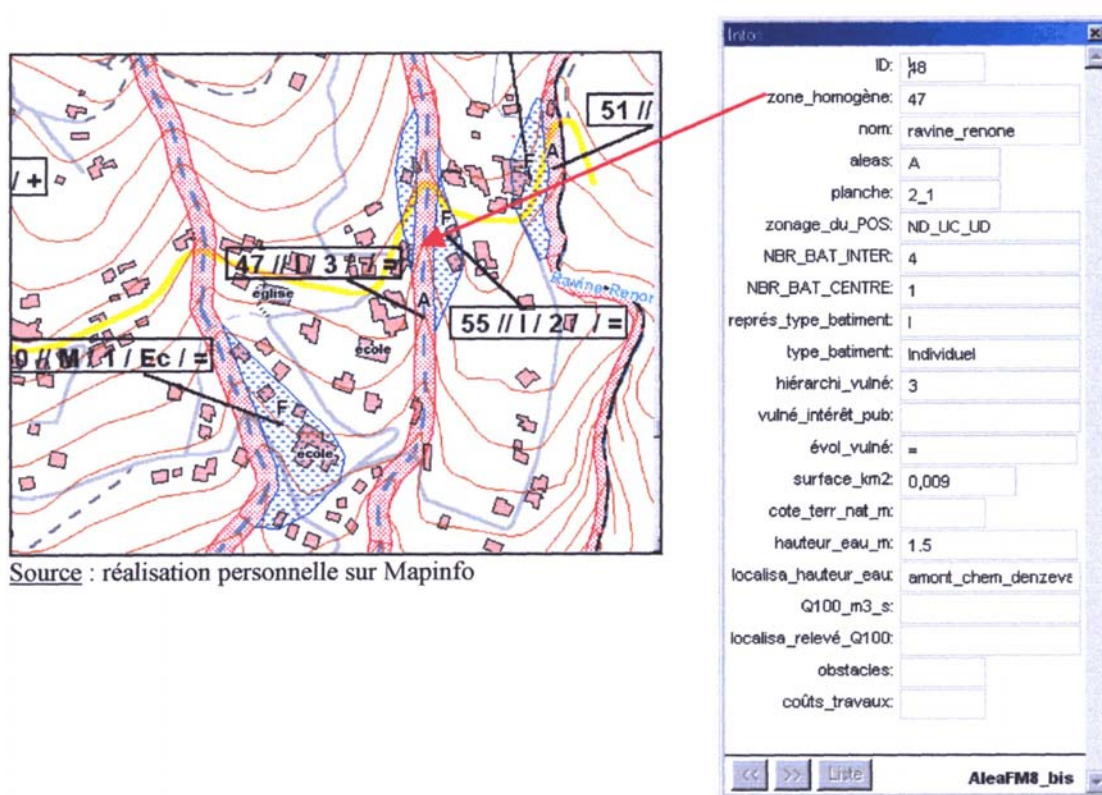 51 //
/ +
F
A
F
47 // I / 3 / / =
église
Ravine Renon
A
55 // I / 2 / / =
école
0 // M / 1 / Ec / =
F
école
Source : réalisation personnelle sur Mapinfo
Info
ID: 48
zone_homogène: 47
nom: ravine_renone
aleas: A
planche: 2_1
zonage_du_POS: ND_UC_UD
NBR_BAT_INTER: 4
NBR_BAT_CENTRE: 1
représ_type_batiment: I
type_batiment: Individuel
hiérarchi_vulné: 3
vulné_intérêt_pub:
évol_vulné: =
surface_km2: 0,009
cote_terr_nat_m:
hauteur_eau_m: 1.5
localisa_hauteur_eau: amont_chem_denzeve
Q100_m3_s:
localisa_relevé_Q100:
obstacles:
coûts_travaux:
<< >> Liste AleaFM8_bis